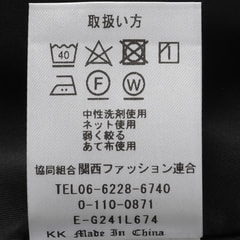 取扱い方
40
F W
中性洗剤使用
ネット使用
弱く絞る
あて布使用
協同組合 関西ファッション連合
TEL06-6228-6740
0-110-0871
E-G241L674
KK Made In China